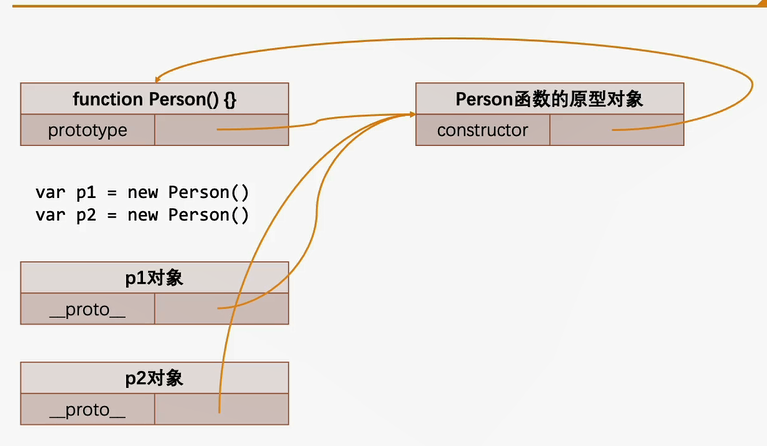 function Person() {}
prototype
Person函数的原型对象
constructor
var p1 = new Person()
var p2 = new Person()
p1对象
__proto__
p2对象
__proto__